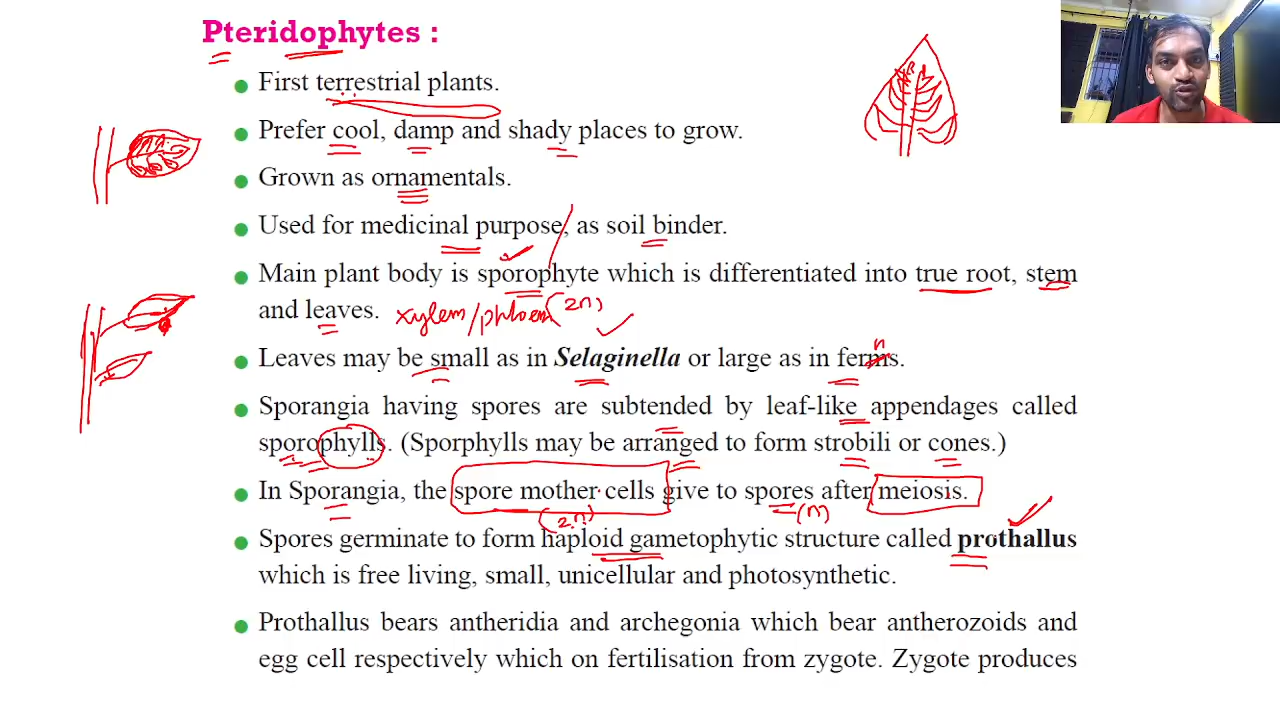 Pteridophytes :
First terrestrial plants.
Prefer cool, damp and shady places to grow.
Grown as ornamentals.
Used for medicinal purpose, as soil binder.
Main plant body is sporophyte which is differentiated into true root, stem
and leaves. xylem/phloem (2n)
n
Leaves may be small as in Selaginella or large as in ferms.
Sporangia having spores are subtended by leaf-like appendages called
sporophylls. (Sporphylls may be arranged to form strobili or cones.)
In Sporangia, the spore mother cells give to spores after meiosis.
(2n) (n)
Spores germinate to form haploid gametophytic structure called prothallus
which is free living, small, unicellular and photosynthetic.
Prothallus bears antheridia and archegonia which bear antherozoids and
egg cell respectively which on fertilisation from zygote. Zygote produces